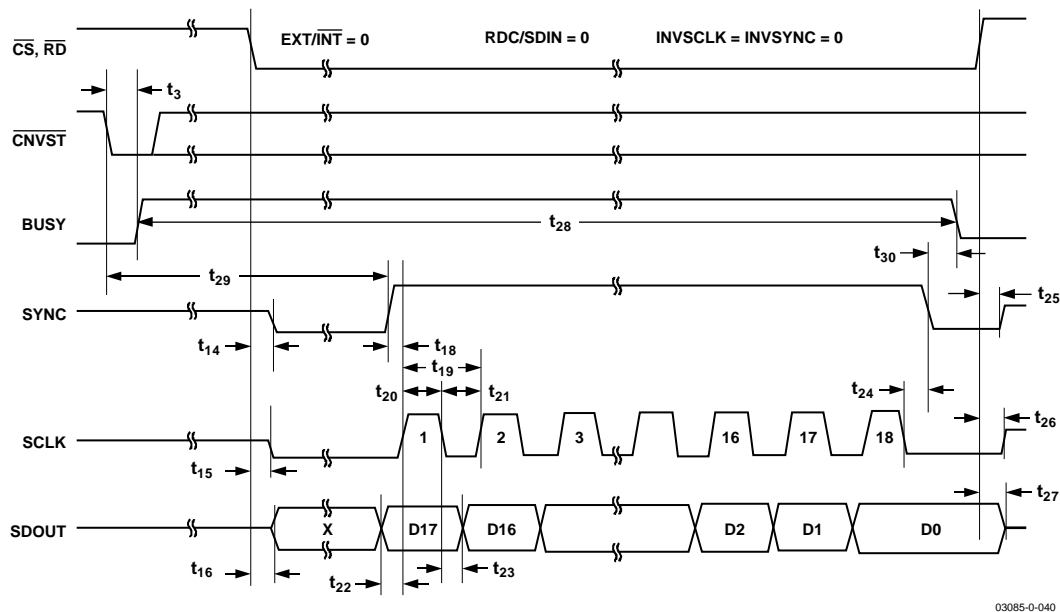 EXT/INT = 0 RDC/SDIN = 0 INVSCLK = INVSYNC = 0
CS, RD
t3
CNVST
BUSY
t28
t30
t29
t25
SYNC
t14
t18
t19
t20
t21
t24
t26
SCLK
1 2 3 16 17 18
t15
t27
SDOUT
X D17 D16 D2 D1 D0
t16
t22
t23
03085-0-040